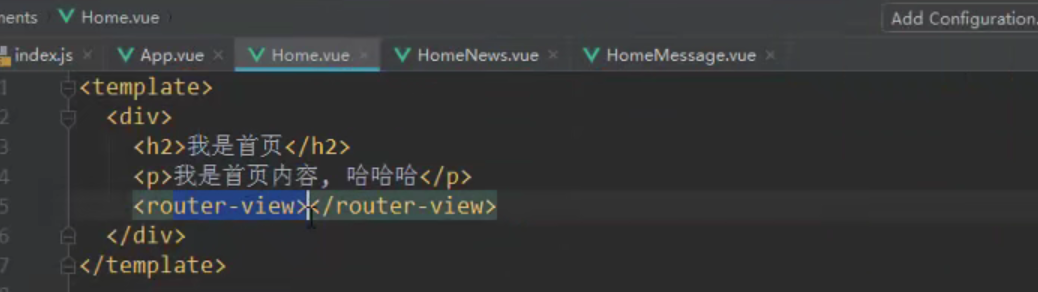 ments Home.vue Add Configuration.
index.js App.vue Home.vue HomeNews.vue HomeMessage.vue
1 <template>
2 <div>
3 <h2>我是首页</h2>
4 <p>我是首页内容, 哈哈哈</p>
5 <router-view></router-view>
6 </div>
7 </template>